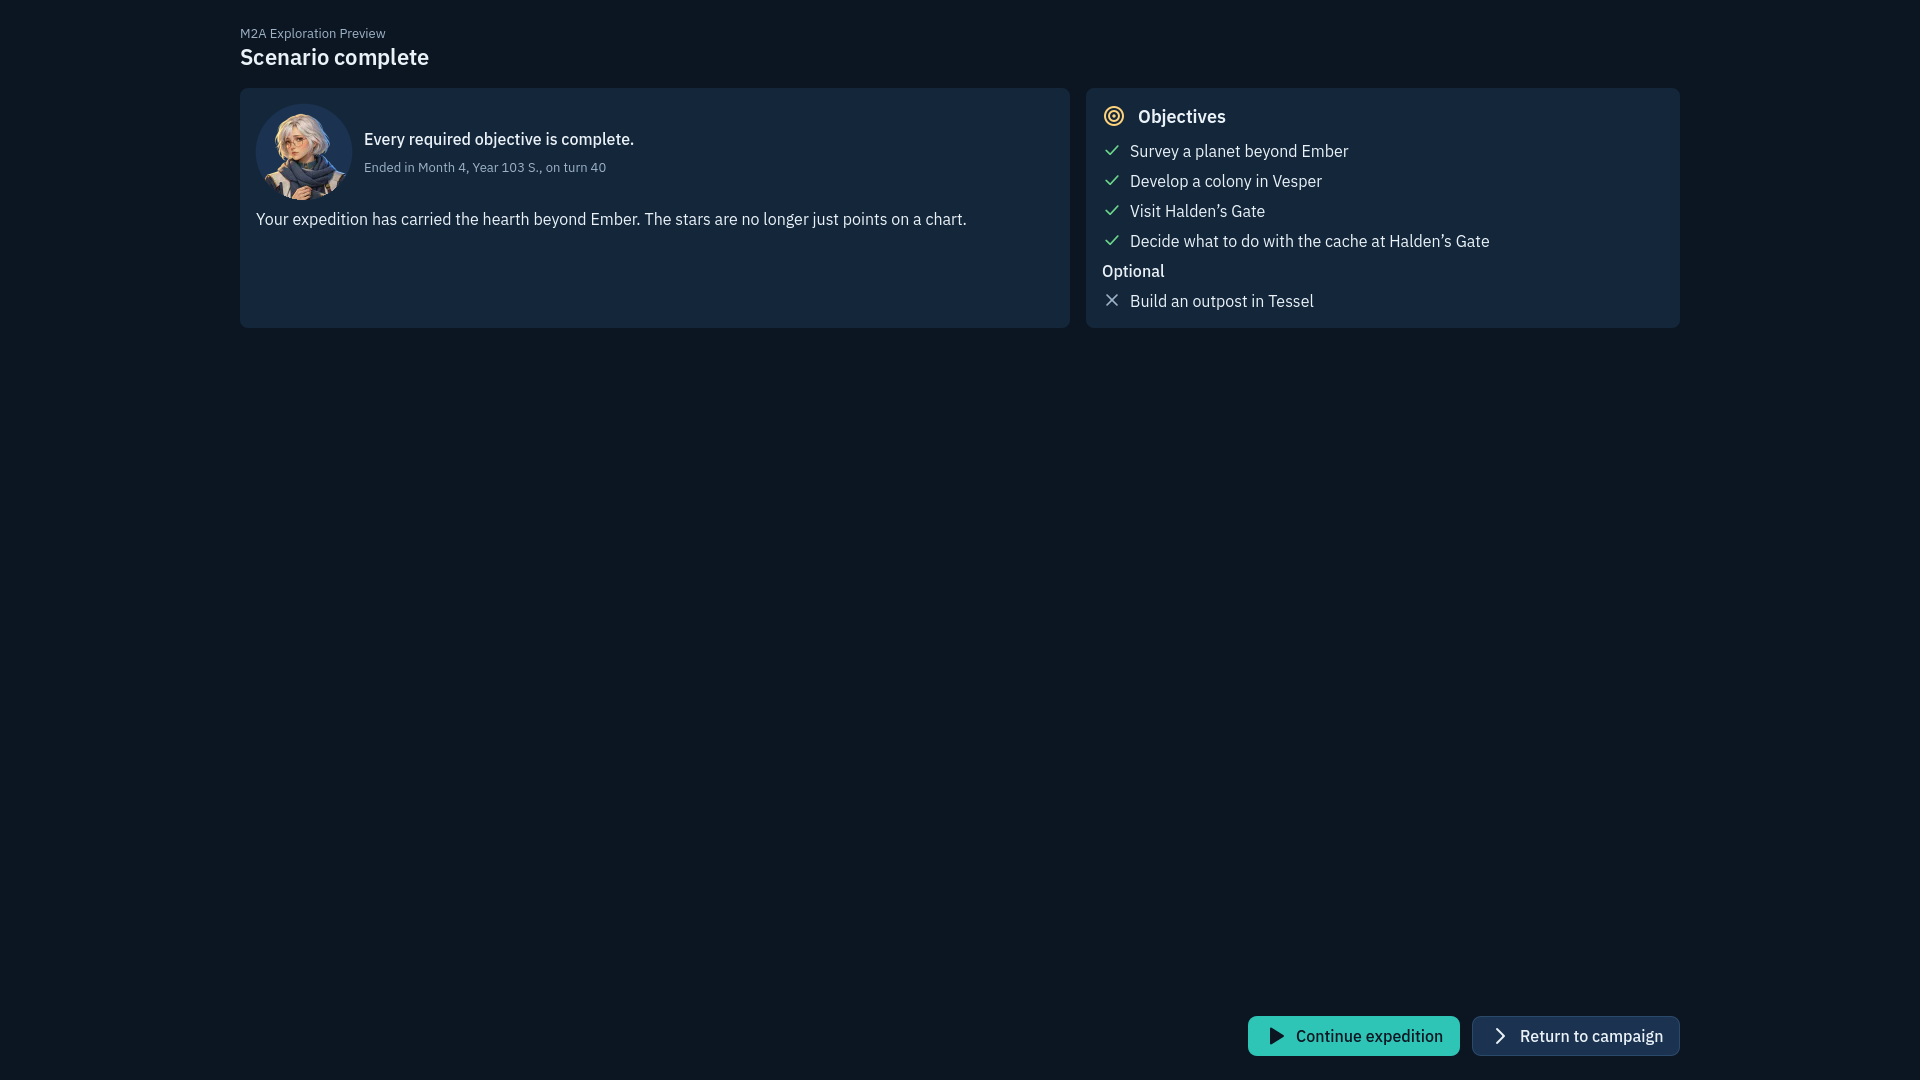 M2A Exploration Preview
Scenario complete
Every required objective is complete.
Ended in Month 4, Year 103 S., on turn 40
Your expedition has carried the hearth beyond Ember. The stars are no longer just points on a chart.
Objectives
Survey a planet beyond Ember
Develop a colony in Vesper
Visit Halden’s Gate
Decide what to do with the cache at Halden’s Gate
Optional
Build an outpost in Tessel
Continue expedition
Return to campaign